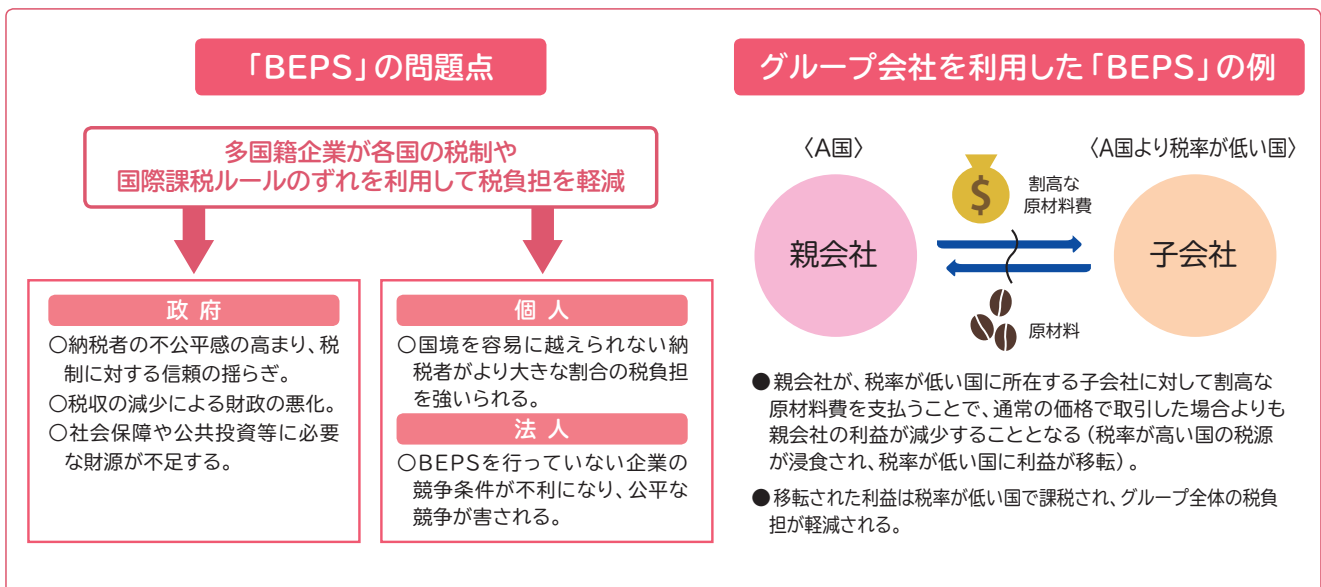 「BEPS」の問題点
多国籍企業が各国の税制や
国際課税ルールのずれを利用して税負担を軽減
政 府
○納税者の不公平感の高まり、税
制に対する信頼の揺らぎ。
○税収の減少による財政の悪化。
○社会保障や公共投資等に必要
な財源が不足する。
個 人
○国境を容易に越えられない納
税者がより大きな割合の税負担
を強いられる。
法 人
○BEPSを行っていない企業の
競争条件が不利になり、公平な
競争が害される。
グループ会社を利用した「BEPS」の例
〈A国〉
〈A国より税率が低い国〉
$
割高な
原材料費
親会社
子会社
原材料
●親会社が、税率が低い国に所在する子会社に対して割高な
原材料費を支払うことで、通常の価格で取引した場合よりも
親会社の利益が減少することとなる(税率が高い国の税源
が浸食され、税率が低い国に利益が移転)。
●移転された利益は税率が低い国で課税され、グループ全体の税負
担が軽減される。